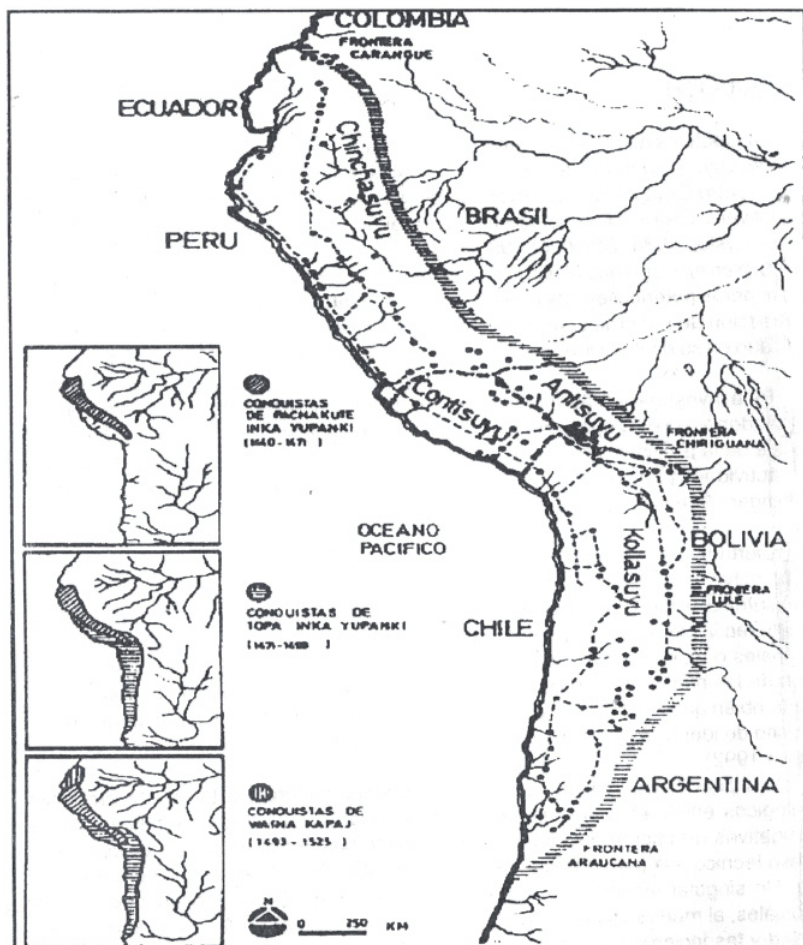 COLOMBIA
FRONTERA
CARANGUE
ECUADOR
Chinchasuyu
BRASIL
PERU
CONQUISTAS
DE PACHAKUTE
INKA YUPANKI
(1440-1471)
Contisuyu
Antisuyu
FRONTERA
CHIRIGUANA
OCEANO
PACIFICO
Kollasuyu
BOLIVIA
CONQUISTAS DE
TOPA INKA YUPANKI
FRONTERA
LULE
CHILE
CONQUISTAS DE
WAINA KAPAJ
(1493-1525)
ARGENTINA
FRONTERA
ARAUCANA
N
0 250 KM